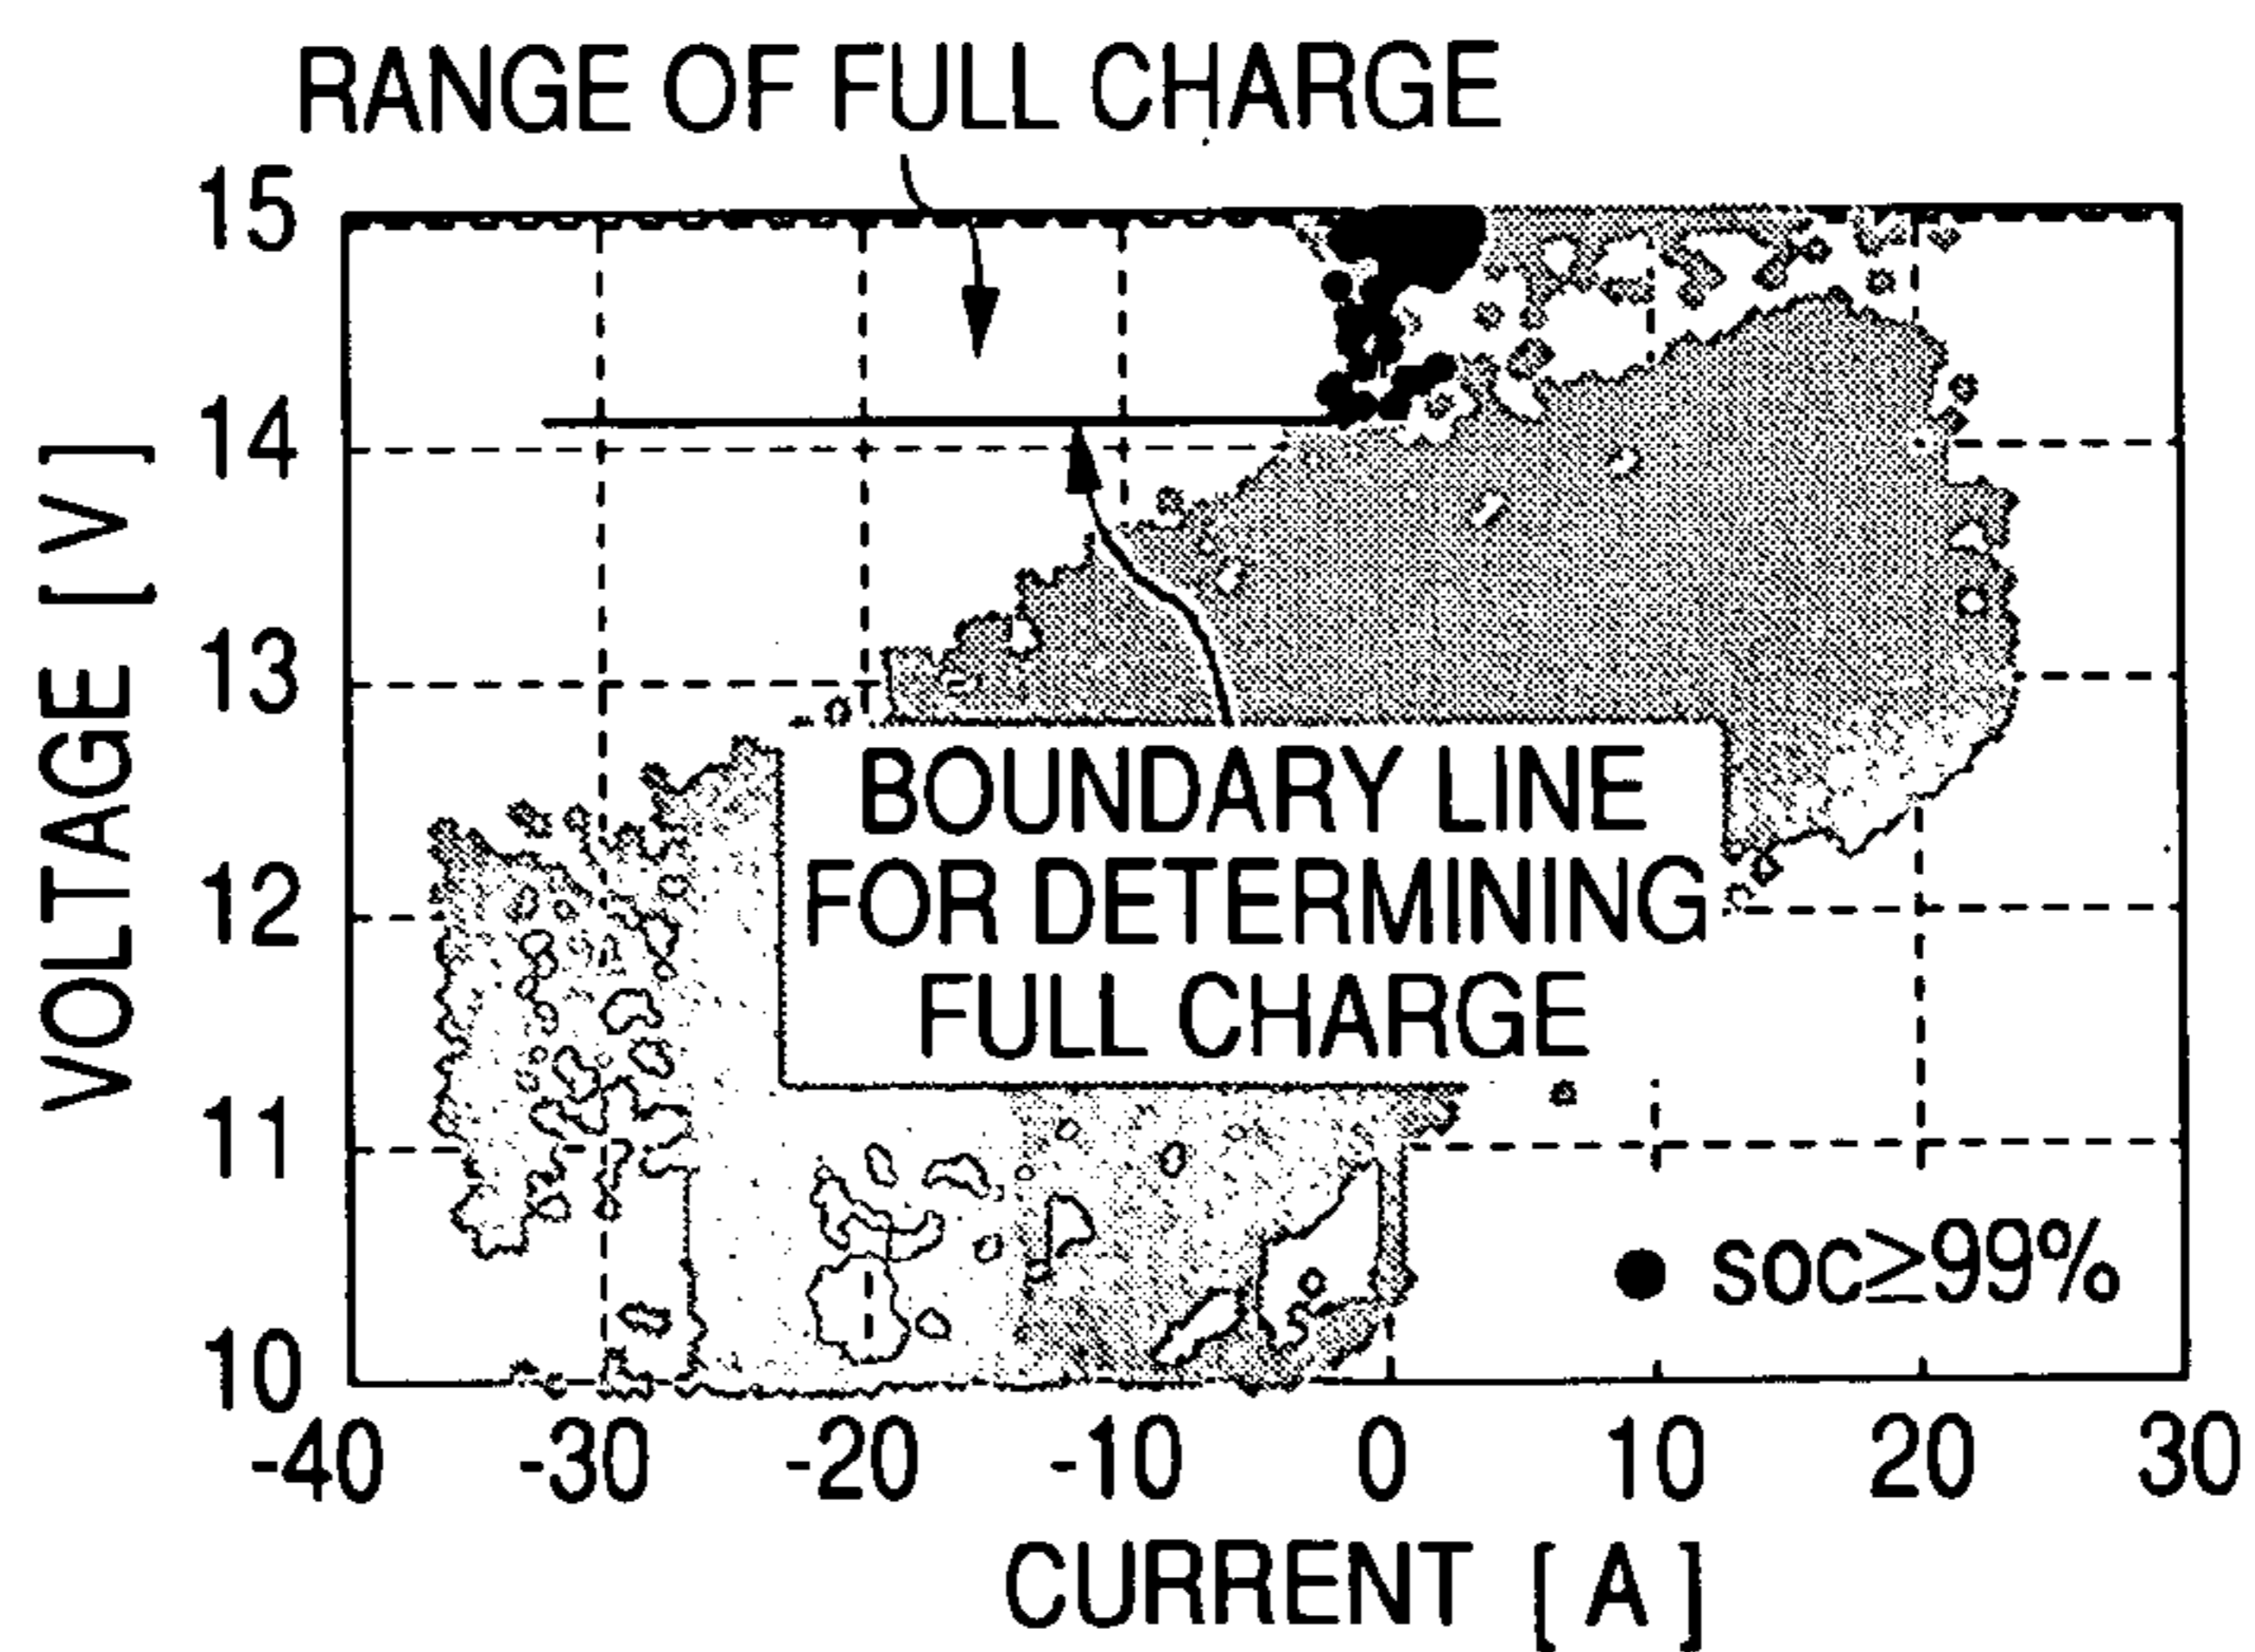 RANGE OF FULL CHARGE
15
14
13
12
11
10
VOLTAGE [ V ]
BOUNDARY LINE
FOR DETERMINING
FULL CHARGE
● soc≥99%
-40 -30 -20 -10 0 10 20 30
CURRENT [ A ]